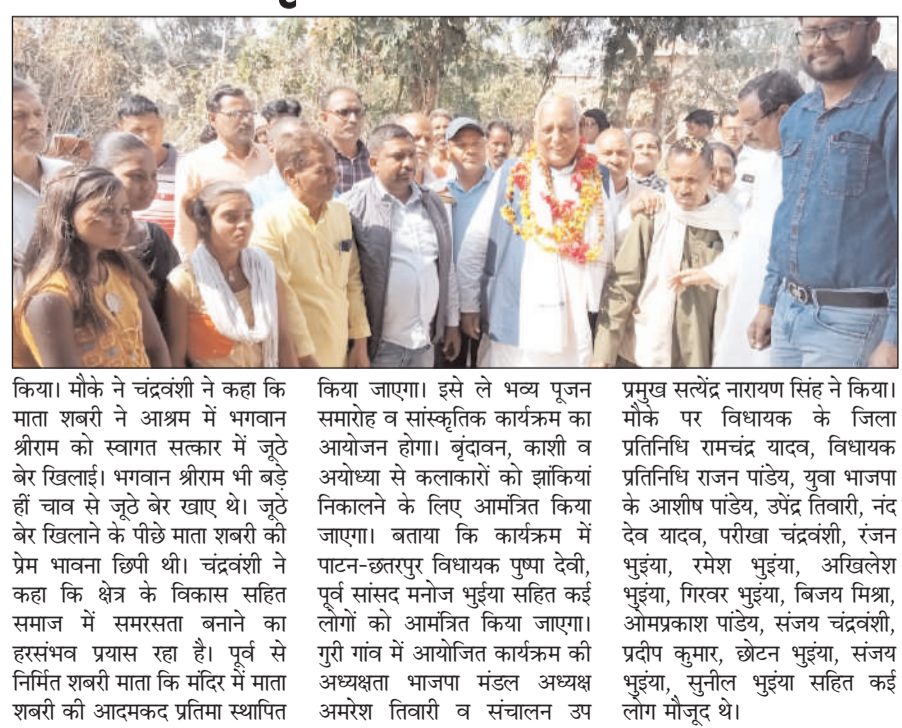 किया। मौके ने चंद्रवंशी ने कहा कि
माता शबरी ने आश्रम में भगवान
श्रीराम को स्वागत सत्कार में जूठे
बेर खिलाई। भगवान श्रीराम भी बड़े
हीं चाव से जूठे बेर खाए थे। जूठे
बेर खिलाने के पीछे माता शबरी की
प्रेम भावना छिपी थी। चंद्रवंशी ने
कहा कि क्षेत्र के विकास सहित
समाज में समरसता बनाने का
हरसंभव प्रयास रहा है। पूर्व से
निर्मित शबरी माता कि मंदिर में माता
शबरी की आदमकद प्रतिमा स्थापित
किया जाएगा। इसे ले भव्य पूजन
समारोह व सांस्कृतिक कार्यक्रम का
आयोजन होगा। बृंदावन, काशी व
अयोध्या से कलाकारों को झांकियां
निकालने के लिए आमंत्रित किया
जाएगा। बताया कि कार्यक्रम में
पाटन-छतरपुर विधायक पुष्पा देवी,
पूर्व सांसद मनोज भुईया सहित कई
लोगों को आमंत्रित किया जाएगा।
गुरी गांव में आयोजित कार्यक्रम की
अध्यक्षता भाजपा मंडल अध्यक्ष
अमरेश तिवारी व संचालन उप
प्रमुख सत्येंद्र नारायण सिंह ने किया।
मौके पर विधायक के जिला
प्रतिनिधि रामचंद्र यादव, विधायक
प्रतिनिधि राजन पांडेय, युवा भाजपा
के आशीष पांडेय, उपेंद्र तिवारी, नंद
देव यादव, परीखा चंद्रवंशी, रंजन
भुइंया, रमेश भुइंया, अखिलेश
भुइंया, गिरवर भुइंया, बिजय मिश्रा,
ओमप्रकाश पांडेय, संजय चंद्रवंशी,
प्रदीप कुमार, छोटन भुइंया, संजय
भुइंया, सुनील भुइंया सहित कई
लोग मौजूद थे।